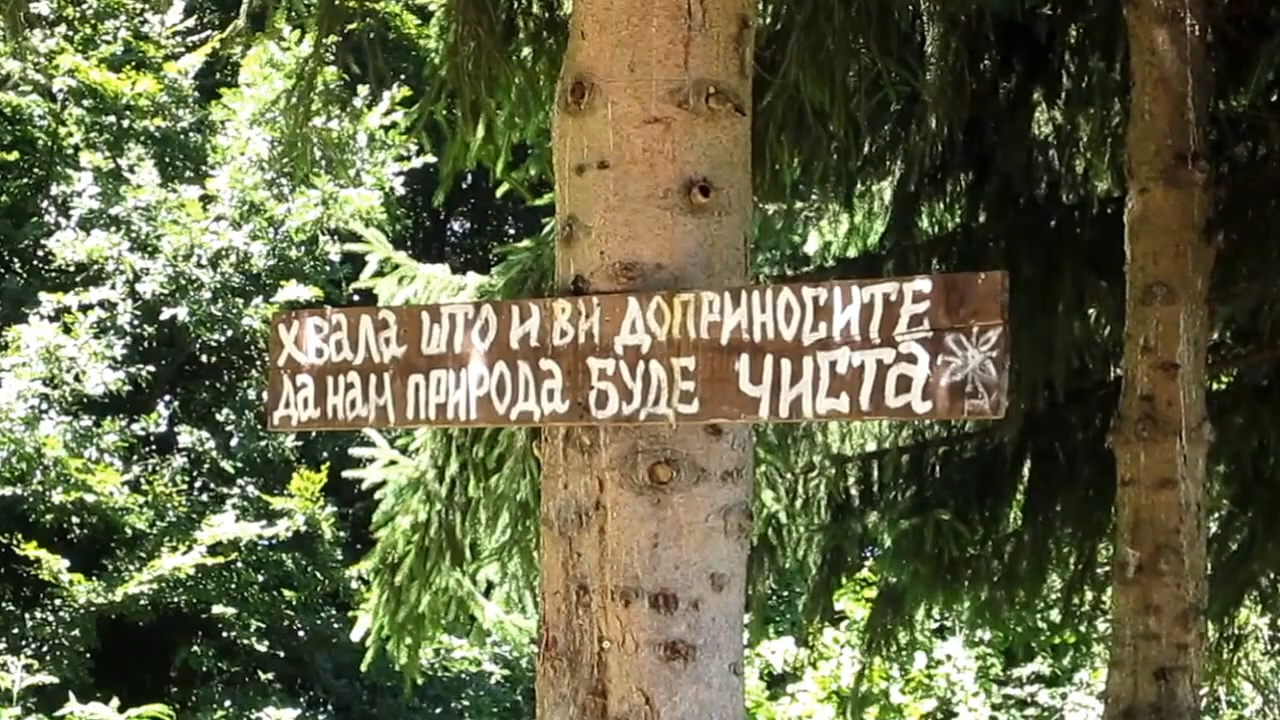 ХВАЛА ШТО И ВИ ДОПРИНОСИТЕ
ДА НАМ ПРИРОДА БУДЕ ЧИСТА